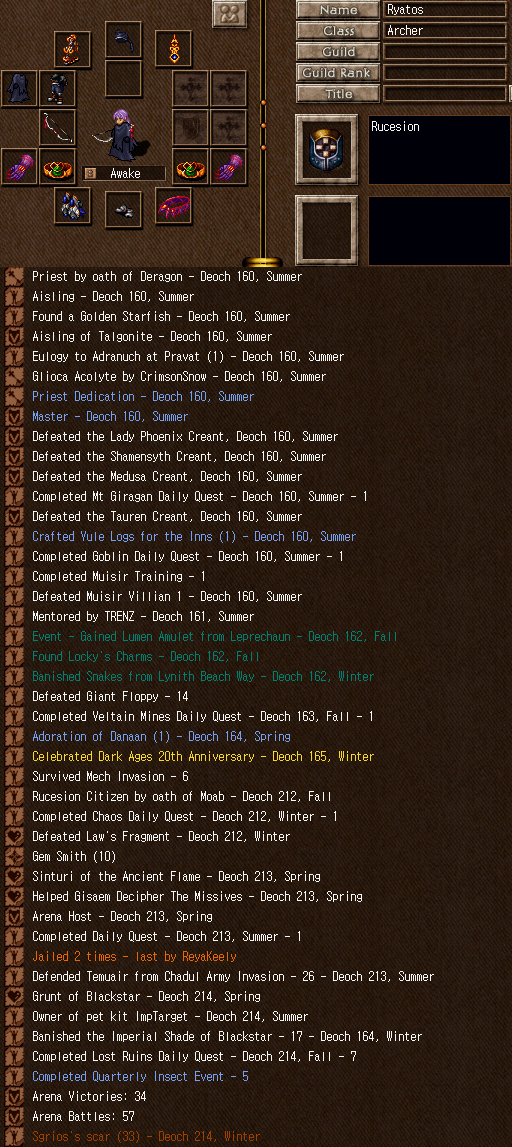 Name Ryatos
Class Archer
Guild
Guild Rank
Title
Rucesion
Awake
Priest by oath of Deragon - Deoch 160, Summer
Aisling - Deoch 160, Summer
Found a Golden Starfish - Deoch 160, Summer
Aisling of Talgonite - Deoch 160, Summer
Eulogy to Adranuch at Pravat (1) - Deoch 160, Summer
Glioca Acolyte by CrimsonSnow - Deoch 160, Summer
Priest Dedication - Deoch 160, Summer
Master - Deoch 160, Summer
Defeated the Lady Phoenix Creant, Deoch 160, Summer
Defeated the Shamensyth Creant, Deoch 160, Summer
Defeated the Medusa Creant, Deoch 160, Summer
Completed Mt Giragan Daily Quest - Deoch 160, Summer - 1
Defeated the Tauren Creant, Deoch 160, Summer
Crafted Yule Logs for the Inns (1) - Deoch 160, Summer
Completed Goblin Daily Quest - Deoch 160, Summer - 1
Completed Muisir Training - 1
Defeated Muisir Villian 1 - Deoch 160, Summer
Mentored by TRENZ - Deoch 161, Summer
Event - Gained Lumen Amulet from Leprechaun - Deoch 162, Fall
Found Locky's Charms - Deoch 162, Fall
Banished Snakes from Lynith Beach Way - Deoch 162, Winter
Defeated Giant Floppy - 14
Completed Veltain Mines Daily Quest - Deoch 163, Fall - 1
Adoration of Danaan (1) - Deoch 164, Spring
Celebrated Dark Ages 20th Anniversary - Deoch 165, Winter
Survived Mech Invasion - 6
Rucesion Citizen by oath of Moab - Deoch 212, Fall
Completed Chaos Daily Quest - Deoch 212, Winter - 1
Defeated Law's Fragment - Deoch 212, Winter
Gem Smith (10)
Sinturi of the Ancient Flame - Deoch 213, Spring
Helped Gisaem Decipher The Missives - Deoch 213, Spring
Arena Host - Deoch 213, Spring
Completed Daily Quest - Deoch 213, Summer - 1
Jailed 2 times - last by ReyaKeely
Defended Temuair from Chadul Army Invasion - 26 - Deoch 213, Summer
Grunt of Blackstar - Deoch 214, Spring
Owner of pet kit ImpTarget - Deoch 214, Summer
Banished the Imperial Shade of Blackstar - 17 - Deoch 164, Winter
Completed Lost Ruins Daily Quest - Deoch 214, Fall - 7
Completed Quarterly Insect Event - 5
Arena Victories: 34
Arena Battles: 57
Sgrios's scar (33) - Deoch 214, Winter